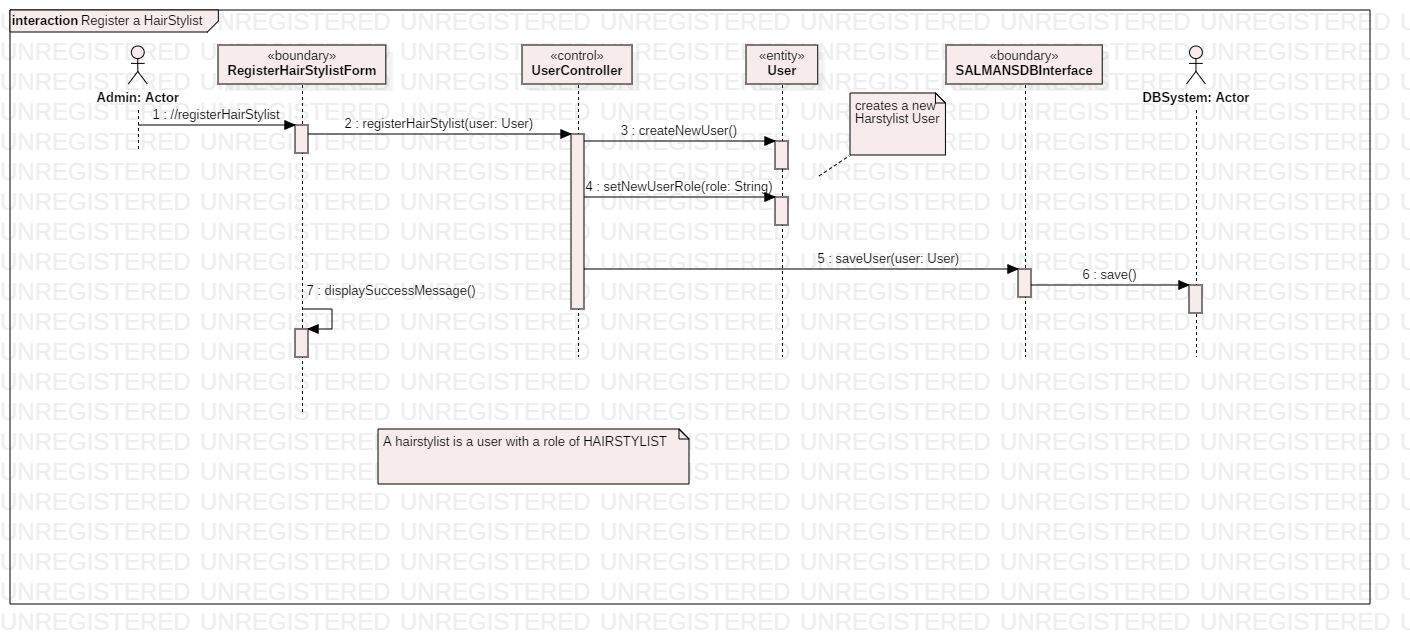 interaction Register a HairStylist
Admin: Actor
«boundary»
RegisterHairStylistForm
«control»
UserController
«entity»
User
«boundary»
SALMANSDBInterface
DBSystem: Actor
creates a new
Harstylist User
1 : //registerHairStylist
2 : registerHairStylist(user: User)
3 : createNewUser()
4 : setNewUserRole(role: String)
5 : saveUser(user: User)
6 : save()
7 : displaySuccessMessage()
A hairstylist is a user with a role of HAIRSTYLIST
UNREGISTERED